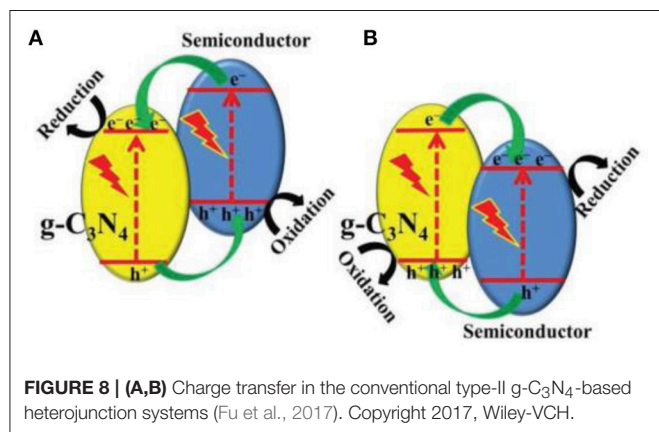 A
Semiconductor
B
e⁻
Reduction
e⁻ e⁻ e⁻
g-C₃N₄
h⁺ h⁺ h⁺
Oxidation
h⁺
e⁻
e⁻ e⁻ e⁻
Reduction
g-C₃N₄
Oxidation
h⁺ h⁺ h⁺
h⁺
Semiconductor
FIGURE 8 | (A,B) Charge transfer in the conventional type-II g-C₃N₄-based
heterojunction systems (Fu et al., 2017). Copyright 2017, Wiley-VCH.